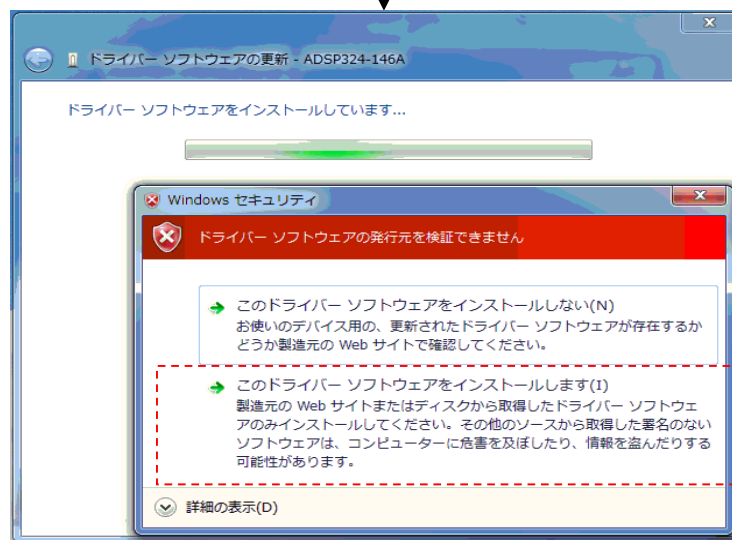 ドライバー ソフトウェアの更新 - ADSP324-146A
ドライバー ソフトウェアをインストールしています...
Windows セキュリティ
ドライバー ソフトウェアの発行元を検証できません
このドライバー ソフトウェアをインストールしない(N)
お使いのデバイス用の、更新されたドライバー ソフトウェアが存在するか
どうか製造元の Web サイトで確認してください。
このドライバー ソフトウェアをインストールします(I)
製造元の Web サイトまたはディスクから取得したドライバー ソフトウェ
アのみインストールしてください。その他のソースから取得した署名のない
ソフトウェアは、コンピューターに危害を及ぼしたり、情報を盗んだりする
可能性があります。
詳細の表示(D)